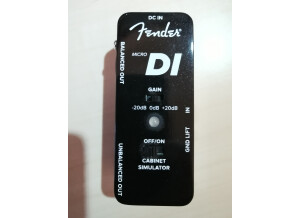 DC IN
Fender
MICRO
DI
BALANCED OUT
GAIN
-20dB 0dB +20dB
IN
OFF/ON
GND LIFT
CABINET
SIMULATOR
UNBALANCED OUT